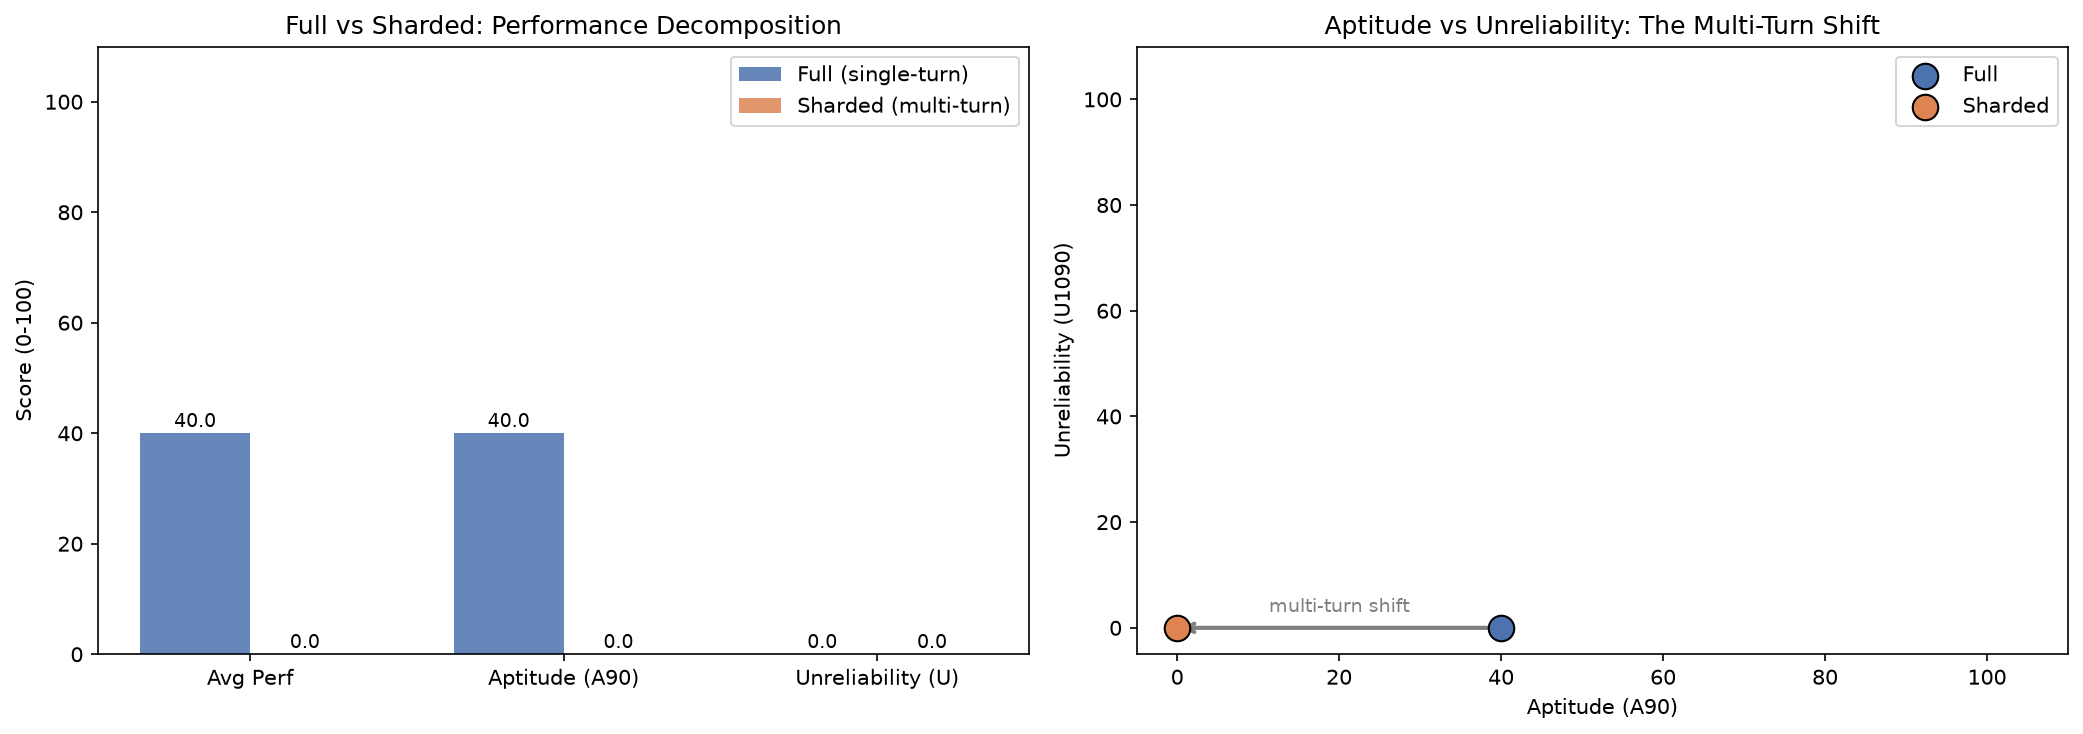 Full vs Sharded: Performance Decomposition
Full (single-turn)
Sharded (multi-turn)
Score (0-100)
100
80
60
40
20
0
40.0
0.0
40.0
0.0
0.0
0.0
Avg Perf
Aptitude (A90)
Unreliability (U)
Aptitude vs Unreliability: The Multi-Turn Shift
Full
Sharded
Unreliability (U1090)
100
80
60
40
20
0
multi-turn shift
0
20
40
60
80
100
Aptitude (A90)